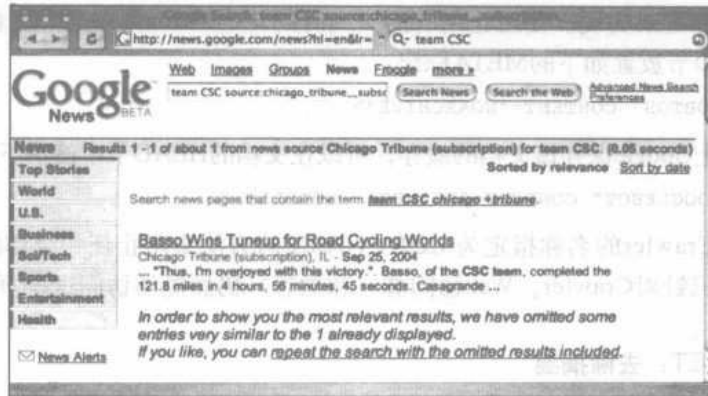 Google Search: team CSC source:chicago_tribune__subscription
http://news.google.com/news?hl=en&lr= Q- team CSC
Web Images Groups News Froogle more »
Google News BETA
team CSC source:chicago_tribune__subsc Search News Search the Web Advanced News Search
Preferences
News Results 1 - 1 of about 1 from news source Chicago Tribune (subscription) for team CSC. (0.05 seconds)
Top Stories
World
U.S.
Business
Sci/Tech
Sports
Entertainment
Health
News Alerts
Sorted by relevance Sort by date
Search news pages that contain the term team CSC chicago +tribune.
Basso Wins Tuneup for Road Cycling Worlds
Chicago Tribune (subscription), IL - Sep 25, 2004
... "Thus, I'm overjoyed with this victory.". Basso, of the CSC team, completed the
121.8 miles in 4 hours, 56 minutes, 45 seconds. Casagrande ...
In order to show you the most relevant results, we have omitted some
entries very similar to the 1 already displayed.
If you like, you can repeat the search with the omitted results included.